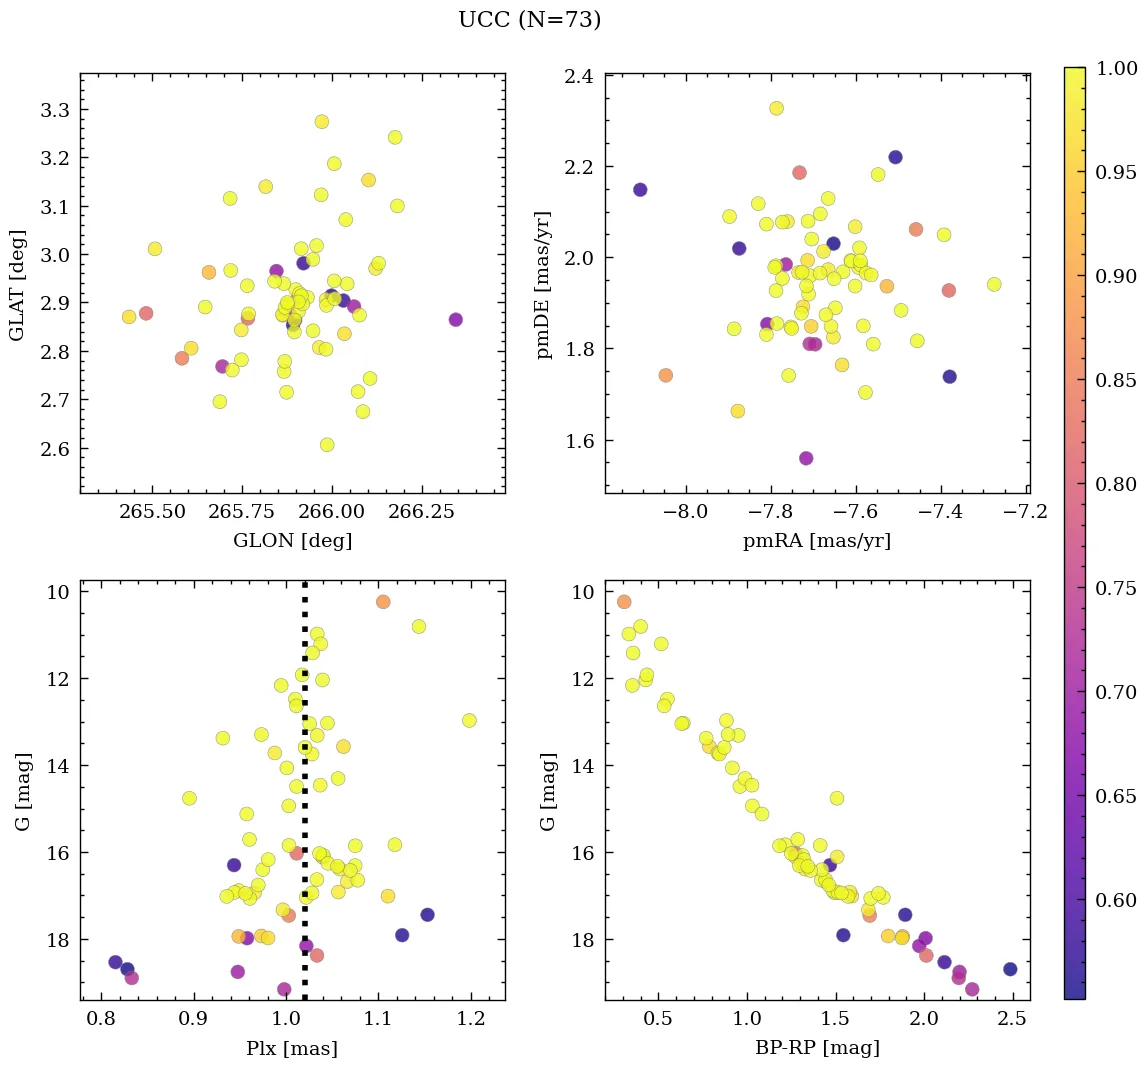 UCC (N=73)
3.3
3.2
3.1
3.0
2.9
2.8
2.7
2.6
GLAT [deg]
265.50 265.75 266.00 266.25
GLON [deg]
2.4
2.2
2.0
1.8
1.6
pmDE [mas/yr]
−8.0 −7.8 −7.6 −7.4 −7.2
pmRA [mas/yr]
10
12
14
16
18
G [mag]
0.8 0.9 1.0 1.1 1.2
Plx [mas]
10
12
14
16
18
G [mag]
0.5 1.0 1.5 2.0 2.5
BP-RP [mag]
1.00
0.95
0.90
0.85
0.80
0.75
0.70
0.65
0.60